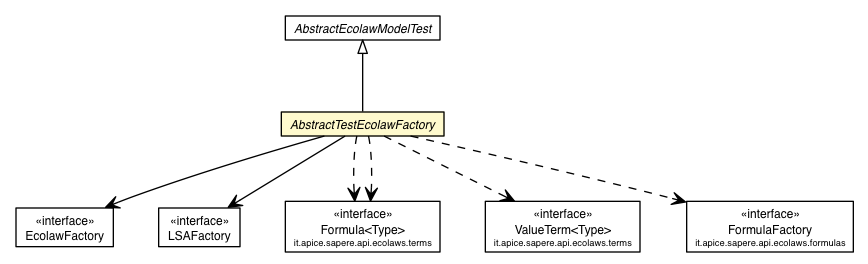 AbstractEcolawModelTest
AbstractTestEcolawFactory
«interface»
EcolawFactory
«interface»
LSAFactory
«interface»
Formula<Type>
it.apice.sapere.api.ecolaws.terms
«interface»
ValueTerm<Type>
it.apice.sapere.api.ecolaws.terms
«interface»
FormulaFactory
it.apice.sapere.api.ecolaws.formulas